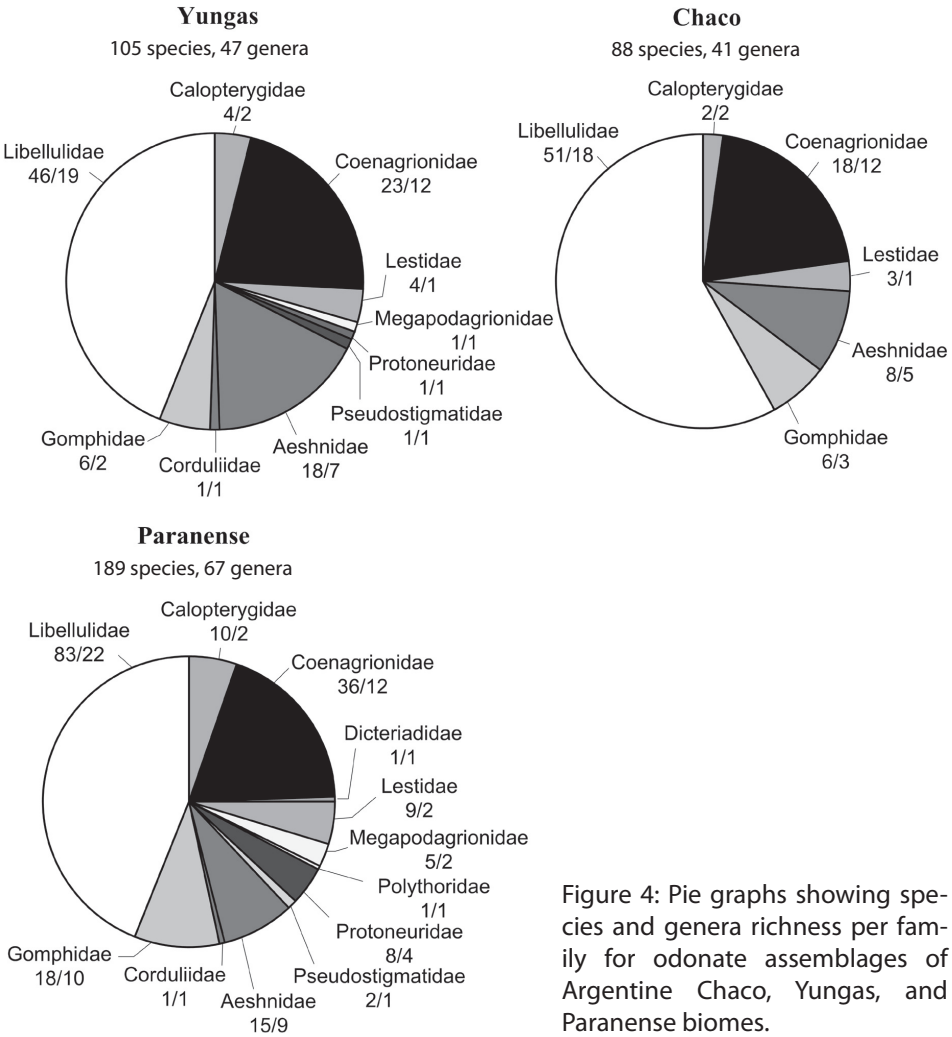 Yungas
105 species, 47 genera
Calopterygidae
4/2
Coenagrionidae
23/12
Lestidae
4/1
Megapodagrionidae
1/1
Protoneuridae
1/1
Pseudostigmatidae
1/1
Aeshnidae
18/7
Corduliidae
1/1
Gomphidae
6/2
Libellulidae
46/19
Chaco
88 species, 41 genera
Calopterygidae
2/2
Coenagrionidae
18/12
Lestidae
3/1
Aeshnidae
8/5
Gomphidae
6/3
Libellulidae
51/18
Paranense
189 species, 67 genera
Calopterygidae
10/2
Coenagrionidae
36/12
Dicteriadidae
1/1
Lestidae
9/2
Megapodagrionidae
5/2
Polythoridae
1/1
Protoneuridae
8/4
Pseudostigmatidae
2/1
Aeshnidae
15/9
Corduliidae
1/1
Gomphidae
18/10
Libellulidae
83/22
Figure 4: Pie graphs showing spe-
cies and genera richness per fam-
ily for odonate assemblages of
Argentine Chaco, Yungas, and
Paranense biomes.